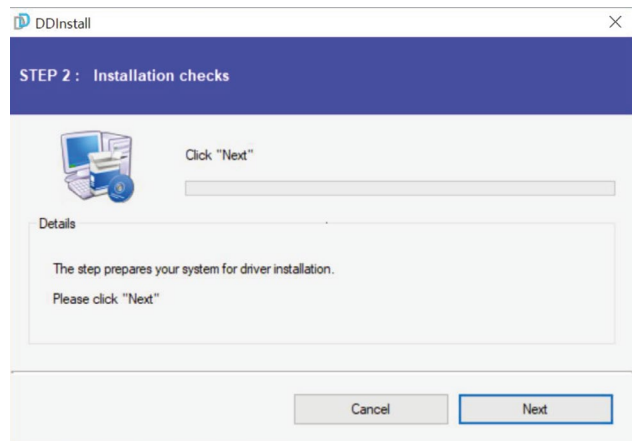 DDInstall
STEP 2 : Installation checks
Click "Next"
Details
The step prepares your system for driver installation.
Please click "Next"
Cancel
Next